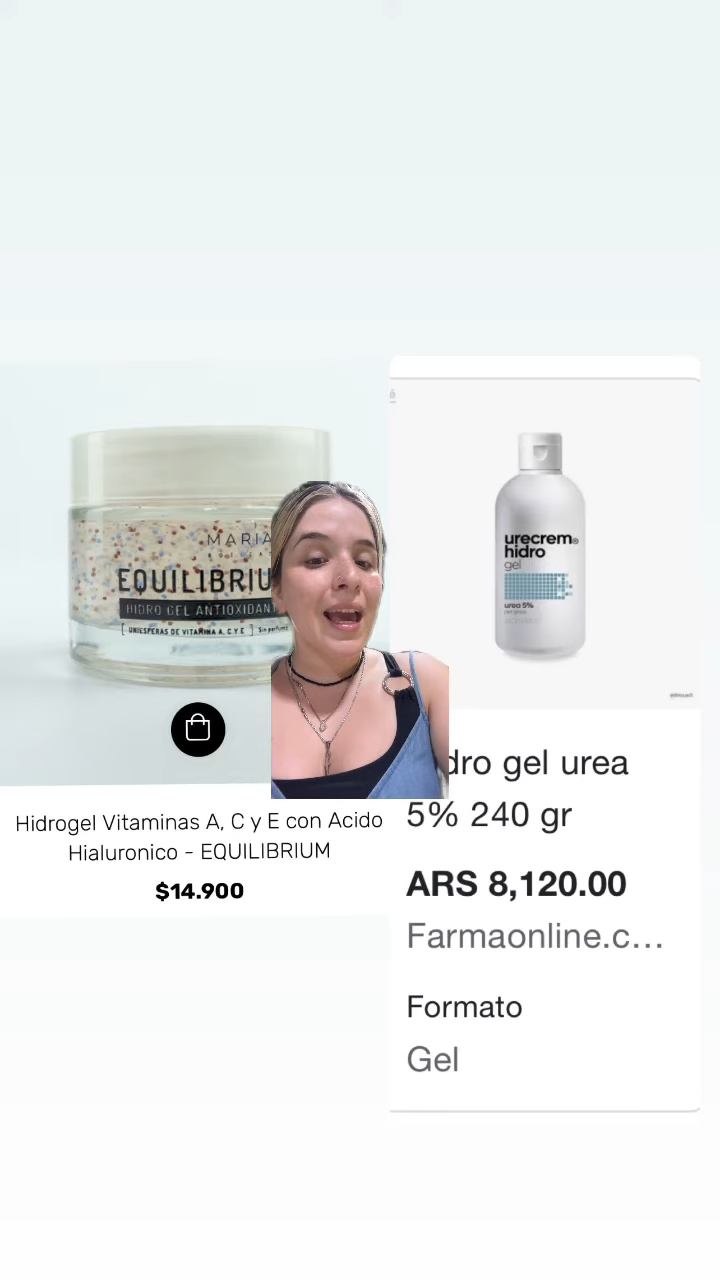 MARIA
EQUILIBRIU
HIDRO GEL ANTIOXIDANT
[ UNIESFERAS DE VITAMINA A, C Y E ] Sin perfume
Hidrogel Vitaminas A, C y E con Acido
Hialuronico - EQUILIBRIUM
$14.900
urecrem®
hidro
gel
urea 5%
dro gel urea
5% 240 gr
ARS 8,120.00
Farmaonline.c...
Formato
Gel